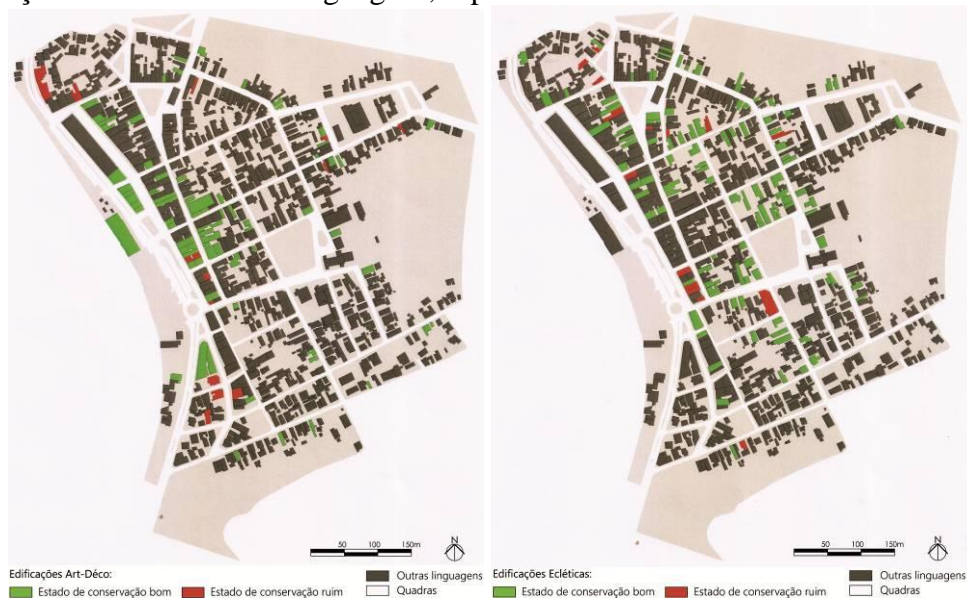 50 100 150m
N
Edificações Art-Déco:
Estado de conservação bom
Estado de conservação ruim
Outras linguagens
Quadras
50 100 150m
N
Edificações Ecléticas:
Estado de conservação bom
Estado de conservação ruim
Outras linguagens
Quadras